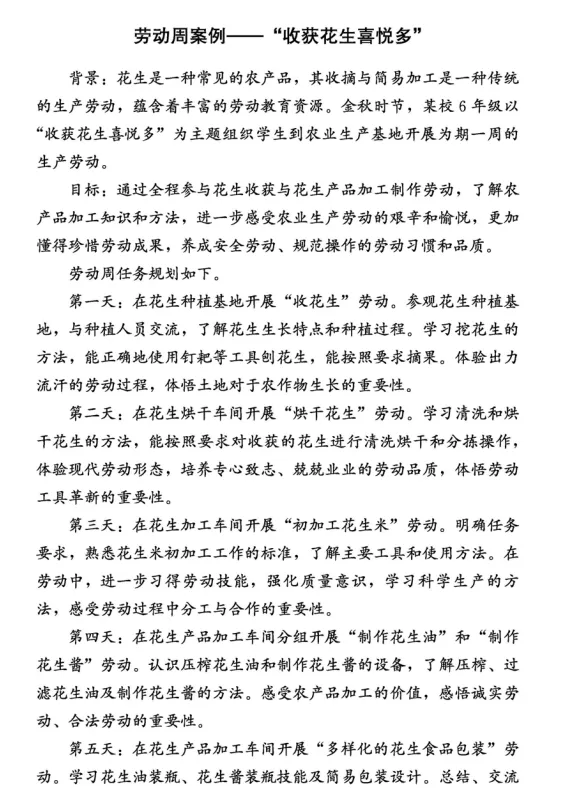 劳动周案例——“收获花生喜悦多”
背景：花生是一种常见的农产品，其收摘与简易加工是一种传统
的生产劳动，蕴含着丰富的劳动教育资源。金秋时节，某校 6 年级以
“收获花生喜悦多”为主题组织学生到农业生产基地开展为期一周的
生产劳动。
目标：通过全程参与花生收获与花生产品加工制作劳动，了解农
产品加工知识和方法，进一步感受农业生产劳动的艰辛和愉悦，更加
懂得珍惜劳动成果，养成安全劳动、规范操作的劳动习惯和品质。
劳动周任务规划如下。
第一天：在花生种植基地开展“收花生”劳动。参观花生种植基
地，与种植人员交流，了解花生生长特点和种植过程。学习挖花生的
方法，能正确地使用钉耙等工具刨花生，能按照要求摘果。体验出力
流汗的劳动过程，体悟土地对于农作物生长的重要性。
第二天：在花生烘干车间开展“烘干花生”劳动。学习清洗和烘
干花生的方法，能按照要求对收获的花生进行清洗烘干和分拣操作，
体验现代劳动形态，培养专心致志、兢兢业业的劳动品质，体悟劳动
工具革新的重要性。
第三天：在花生加工车间开展“初加工花生米”劳动。明确任务
要求，熟悉花生米初加工工作的标准，了解主要工具和使用方法。在
劳动中，进一步习得劳动技能，强化质量意识，学习科学生产的方
法，感受劳动过程中分工与合作的重要性。
第四天：在花生产品加工车间分组开展“制作花生油”和“制作
花生酱”劳动。认识压榨花生油和制作花生酱的设备，了解压榨、过
滤花生油及制作花生酱的方法。感受农产品加工的价值，感悟诚实劳
动、合法劳动的重要性。
第五天：在花生产品加工车间开展“多样化的花生食品包装”劳
动。学习花生油装瓶、花生酱装瓶技能及简易包装设计。总结、交流